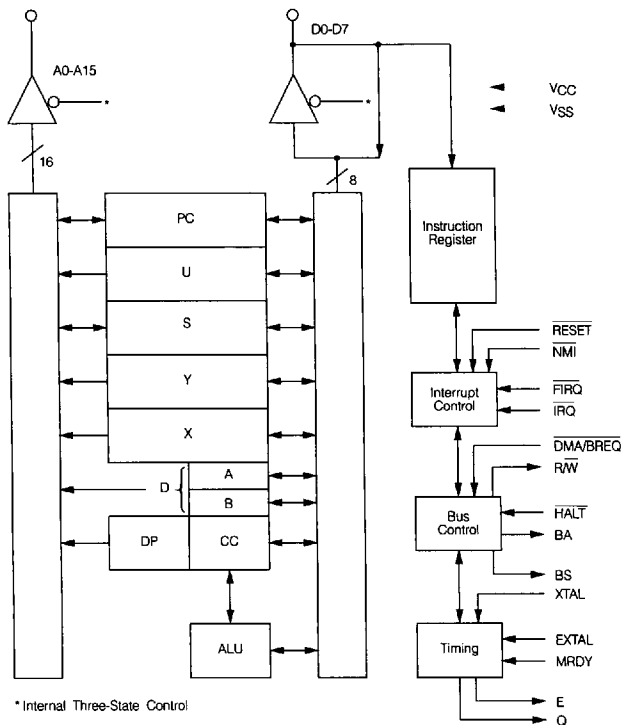 D0-D7
A0-A15
*
*
VCC
VSS
16
8
PC
U
S
Y
X
D
A
B
DP
CC
ALU
Instruction
Register
RESET
NMI
Interrupt
Control
FIRQ
IRQ
DMA/BREQ
R/W
Bus
Control
HALT
BA
BS
XTAL
Timing
EXTAL
MRDY
E
Q
* Internal Three-State Control